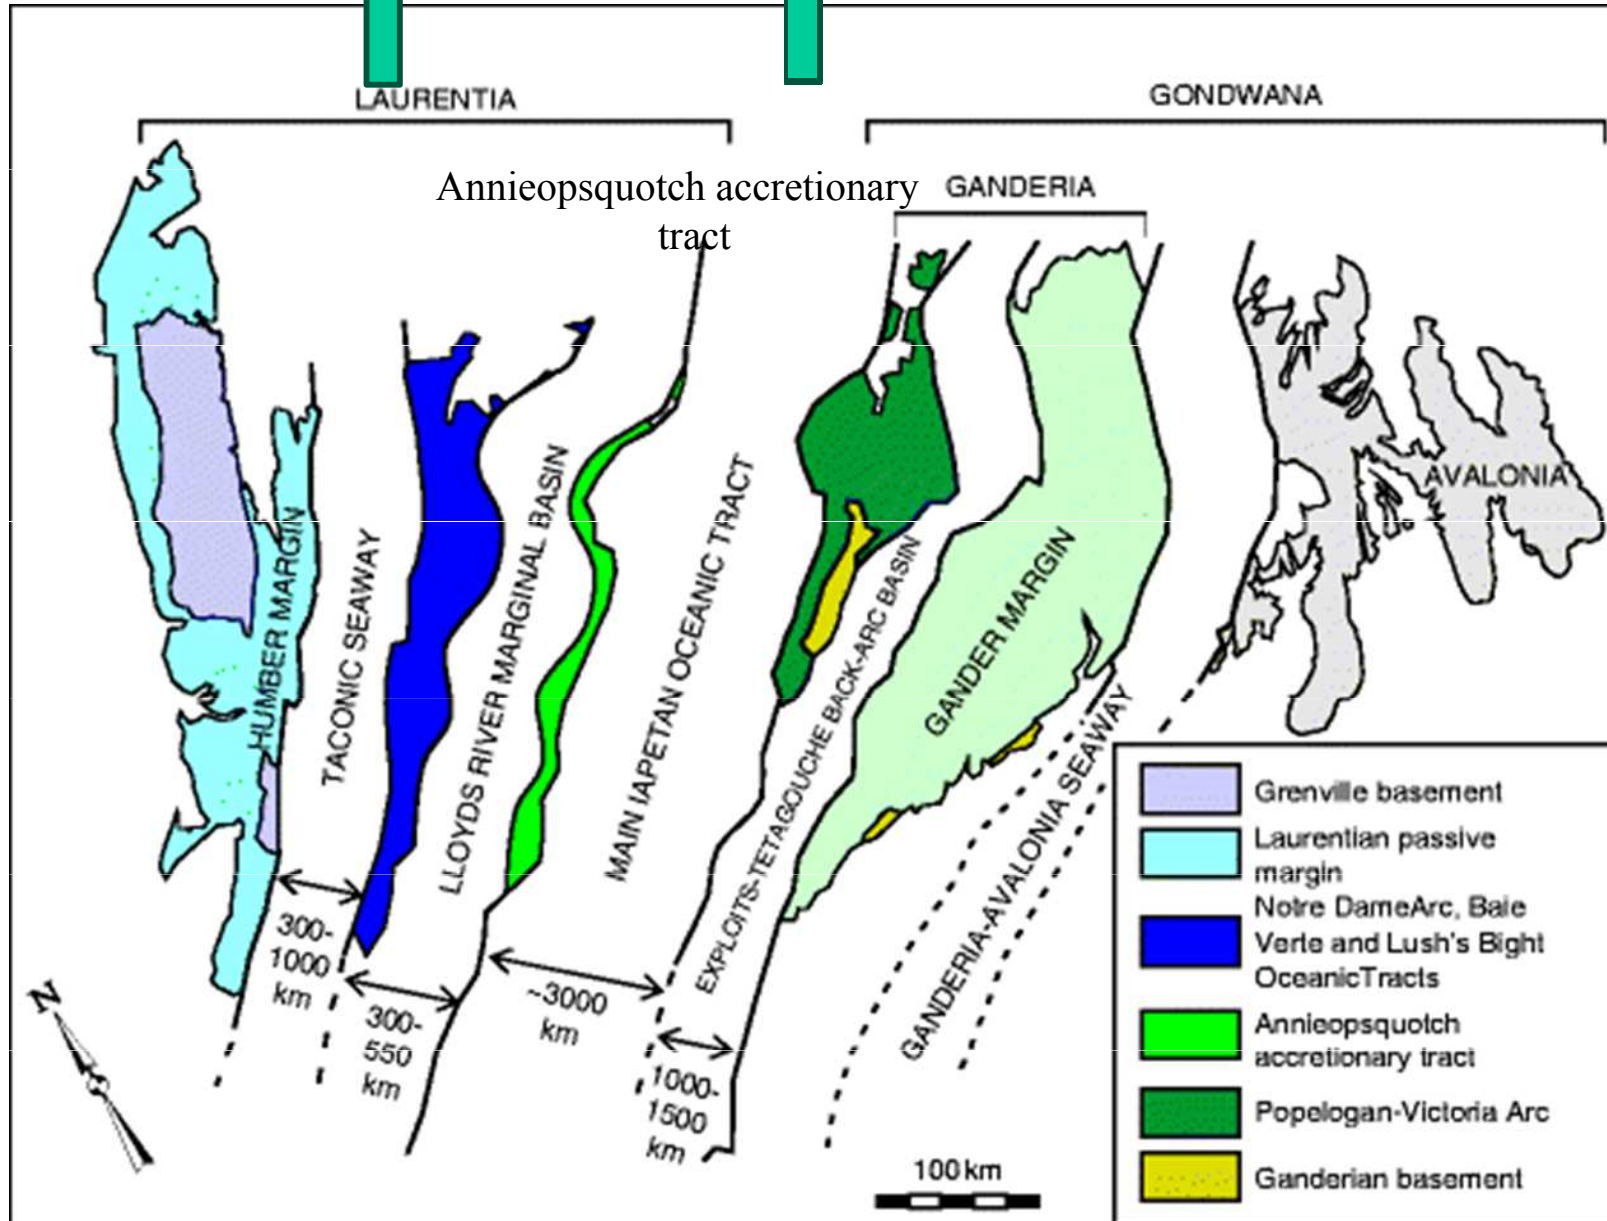 LAURENTIA
GONDWANA
Annieopsquotch accretionary
tract
GANDERIA
HUMBER MARGIN
TACONIC SEAWAY
LLOYDS RIVER MARGINAL BASIN
MAIN IAPETAN OCEANIC TRACT
EXPLOITS-TETAGOUCHE BACK-ARC BASIN
GANDER MARGIN
GANDERIA-AVALONIA SEAWAY
AVALONIA
300-
1000
km
300-
550
km
~3000
km
1000-
1500
km
N
100 km
Grenville basement
Laurentian passive
margin
Notre DameArc, Baie
Verte and Lush's Bight
OceanicTracts
Annieopsquotch
accretionary tract
Popelogan-Victoria Arc
Ganderian basement